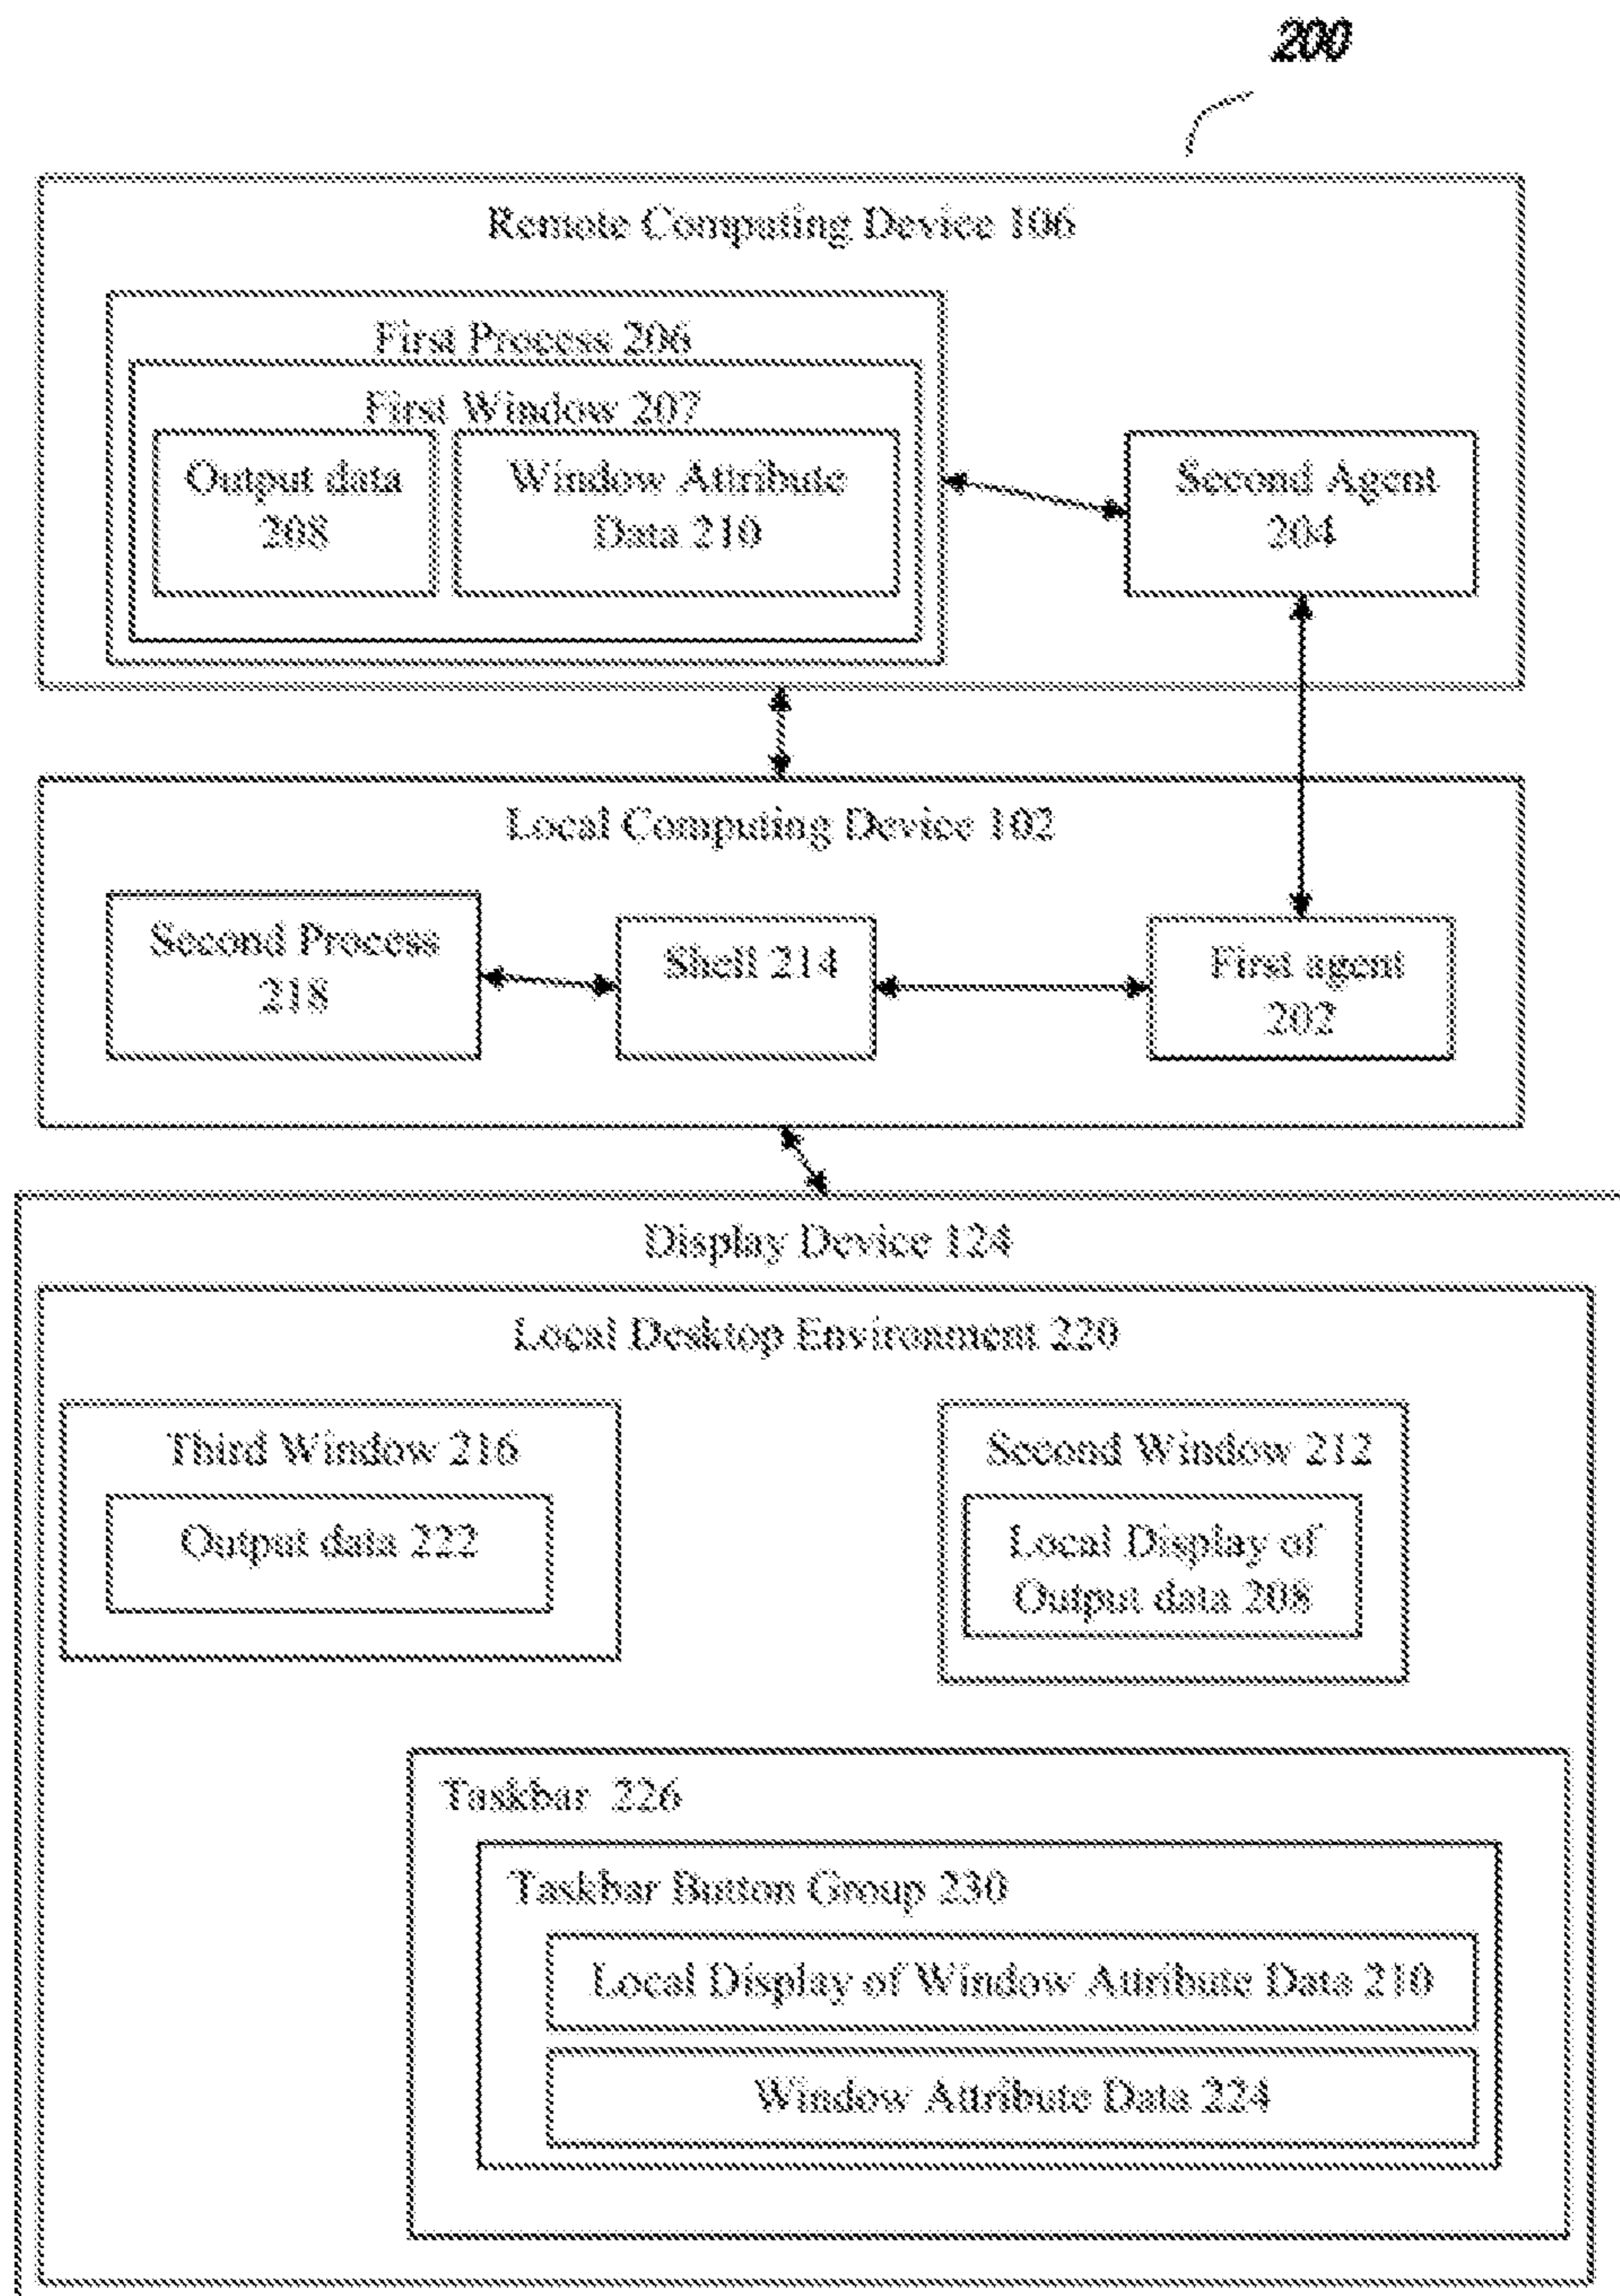 200
Remote Computing Device 106
First Process 206
First Window 207
Output data
208
Window Attribute
Data 210
Second Agent
204
Local Computing Device 102
Second Process
218
Shell 214
First agent
202
Display Device 124
Local Desktop Environment 220
Third Window 216
Output data 222
Second Window 212
Local Display of
Output data 208
Taskbar 226
Taskbar Button Group 230
Local Display of Window Attribute Data 210
Window Attribute Data 224